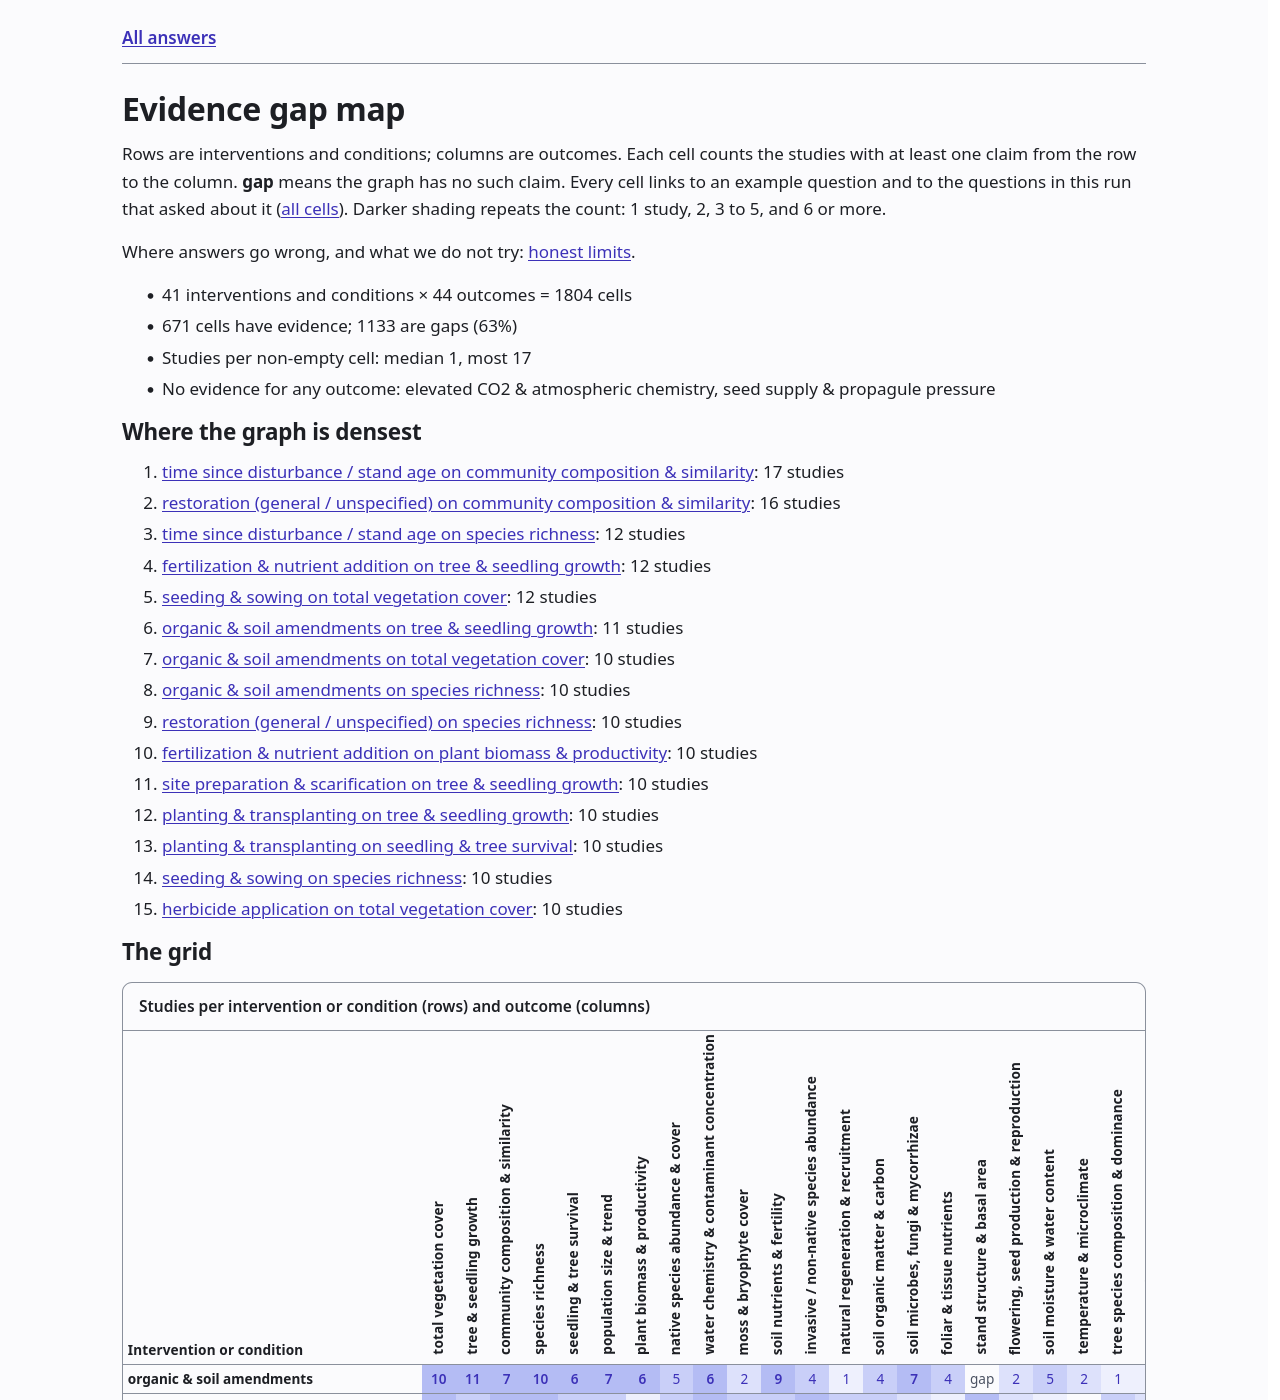 All answers
Evidence gap map
Rows are interventions and conditions; columns are outcomes. Each cell counts the studies with at least one claim from the row
to the column. gap means the graph has no such claim. Every cell links to an example question and to the questions in this run
that asked about it (all cells). Darker shading repeats the count: 1 study, 2, 3 to 5, and 6 or more.
Where answers go wrong, and what we do not try: honest limits.
• 41 interventions and conditions × 44 outcomes = 1804 cells
• 671 cells have evidence; 1133 are gaps (63%)
• Studies per non-empty cell: median 1, most 17
• No evidence for any outcome: elevated CO2 & atmospheric chemistry, seed supply & propagule pressure
Where the graph is densest
1. time since disturbance / stand age on community composition & similarity: 17 studies
2. restoration (general / unspecified) on community composition & similarity: 16 studies
3. time since disturbance / stand age on species richness: 12 studies
4. fertilization & nutrient addition on tree & seedling growth: 12 studies
5. seeding & sowing on total vegetation cover: 12 studies
6. organic & soil amendments on tree & seedling growth: 11 studies
7. organic & soil amendments on total vegetation cover: 10 studies
8. organic & soil amendments on species richness: 10 studies
9. restoration (general / unspecified) on species richness: 10 studies
10. fertilization & nutrient addition on plant biomass & productivity: 10 studies
11. site preparation & scarification on tree & seedling growth: 10 studies
12. planting & transplanting on tree & seedling growth: 10 studies
13. planting & transplanting on seedling & tree survival: 10 studies
14. seeding & sowing on species richness: 10 studies
15. herbicide application on total vegetation cover: 10 studies
The grid
Studies per intervention or condition (rows) and outcome (columns)
Intervention or condition
total vegetation cover
tree & seedling growth
community composition & similarity
species richness
seedling & tree survival
population size & trend
plant biomass & productivity
native species abundance & cover
water chemistry & contaminant concentration
moss & bryophyte cover
soil nutrients & fertility
invasive / non-native species abundance
natural regeneration & recruitment
soil organic matter & carbon
soil microbes, fungi & mycorrhizae
foliar & tissue nutrients
stand structure & basal area
flowering, seed production & reproduction
soil moisture & water content
temperature & microclimate
tree species composition & dominance
organic & soil amendments 10 11 7 10 6 7 6 5 6 2 9 4 1 4 7 4 gap 2 5 2 1